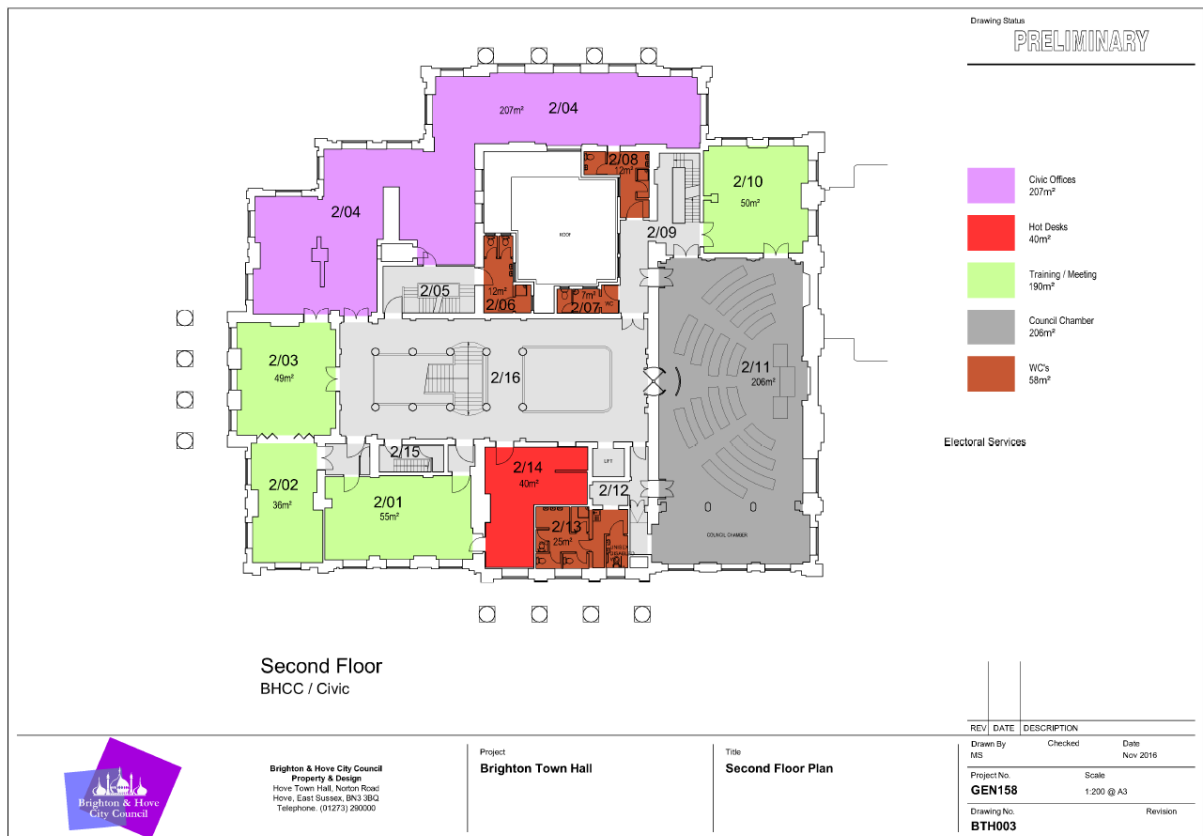 Drawing Status
PRELIMINARY
207m²
2/04
2/08
12m²
2/10
50m²
2/04
2/09
ROOF
2/05
12m²
2/06
7m²
2/07
WC
2/03
49m²
2/16
2/11
206m²
2/15
2/14
40m²
LIFT
2/12
2/02
36m²
2/01
55m²
2/13
25m²
COUNCIL CHAMBER
Civic Offices
207m²
Hot Desks
40m²
Training / Meeting
190m²
Council Chamber
206m²
WC's
58m²
Electoral Services
Second Floor
BHCC / Civic
Brighton & Hove
City Council
Brighton & Hove City Council
Property & Design
Hove Town Hall, Norton Road
Hove, East Sussex, BN3 3BQ
Telephone. (01273) 290000
Project
Brighton Town Hall
Title
Second Floor Plan
REV DATE DESCRIPTION
Drawn By Checked Date
MS Nov 2016
Project No. Scale
GEN158 1:200 @ A3
Drawing No. Revision
BTH003